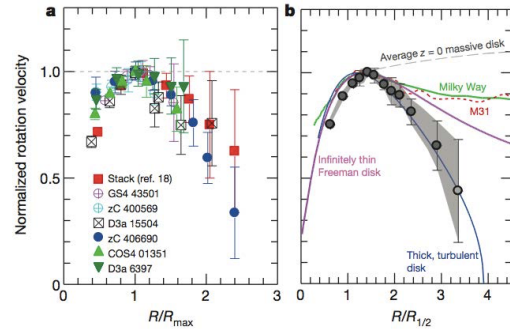 a
Normalized rotation velocity
1.0
0.5
0
0
1
2
3
R/Rmax
Stack (ref. 18)
GS4 43501
zC 400569
D3a 15504
zC 406690
COS4 01351
D3a 6397
b
Average z = 0 massive disk
Milky Way
M31
Infinitely thin
Freeman disk
Thick, turbulent
disk
0
1
2
3
4
R/R1/2